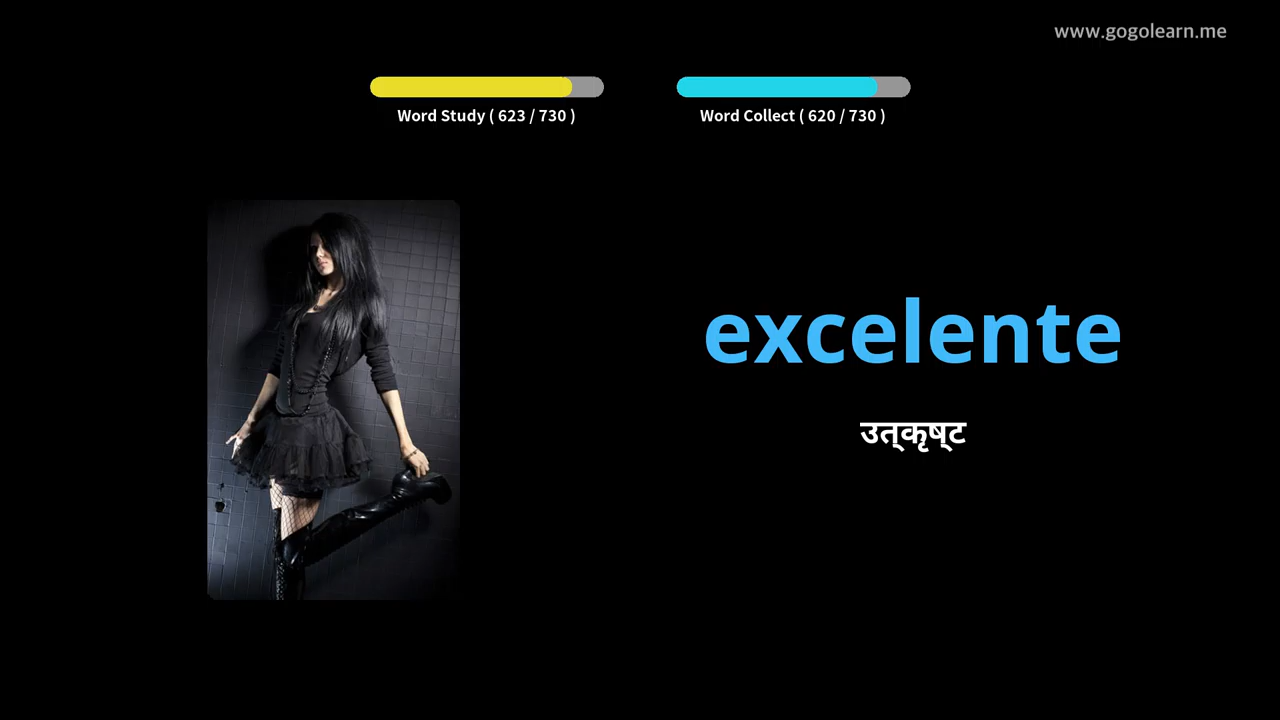 www.gogolearn.me
Word Study ( 623 / 730 )
Word Collect ( 620 / 730 )
excelente
उत्कृष्ट